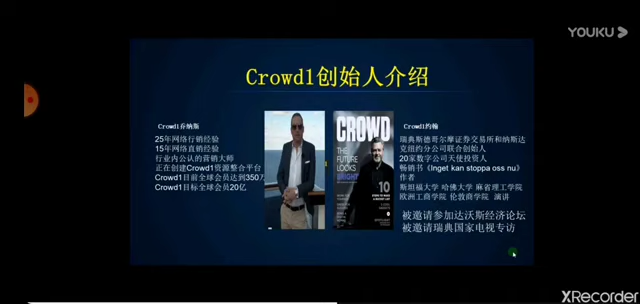 YOUKU
Crowd1创始人介绍
Crowd1乔纳斯
25年网络行销经验
15年网络直销经验
行业内公认的营销大师
正在创建Crowd1资源整合平台
Crowd1目前全球会员达到350万
Crowd1目标全球会员20亿
CROWD
THE
FUTURE
LOOKS
BRIGHT
10
Crowd1约翰
瑞典斯德哥尔摩证券交易所和纳斯达
克纽约分公司联合创始人
20家数字公司天使投资人
畅销书《Inget kan stoppa oss nu》
作者
斯坦福大学 哈佛大学 麻省理工学院
欧洲工商学院 伦敦商学院 演讲
被邀请参加达沃斯经济论坛
被邀请瑞典国家电视专访
XRecorder